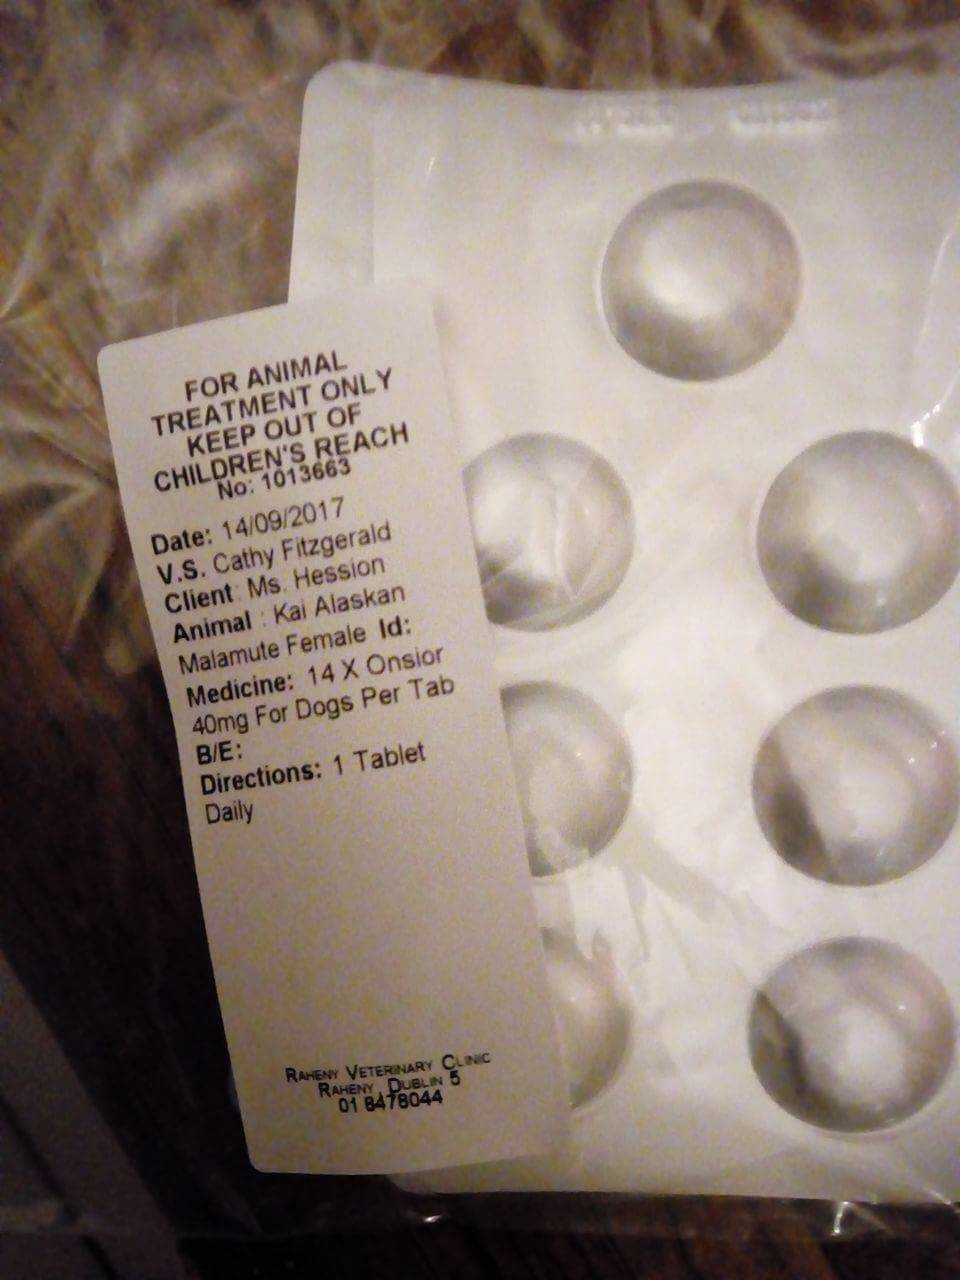 FOR ANIMAL
TREATMENT ONLY
KEEP OUT OF
CHILDREN'S REACH
No: 1013663
Date: 14/09/2017
V.S. Cathy Fitzgerald
Client : Ms. Hession
Animal : Kai Alaskan
Malamute Female Id:
Medicine: 14 X Onsior
40mg For Dogs Per Tab
B/E:
Directions: 1 Tablet
Daily
RAHENY VETERINARY CLINIC
RAHENY, DUBLIN 5
01 8478044